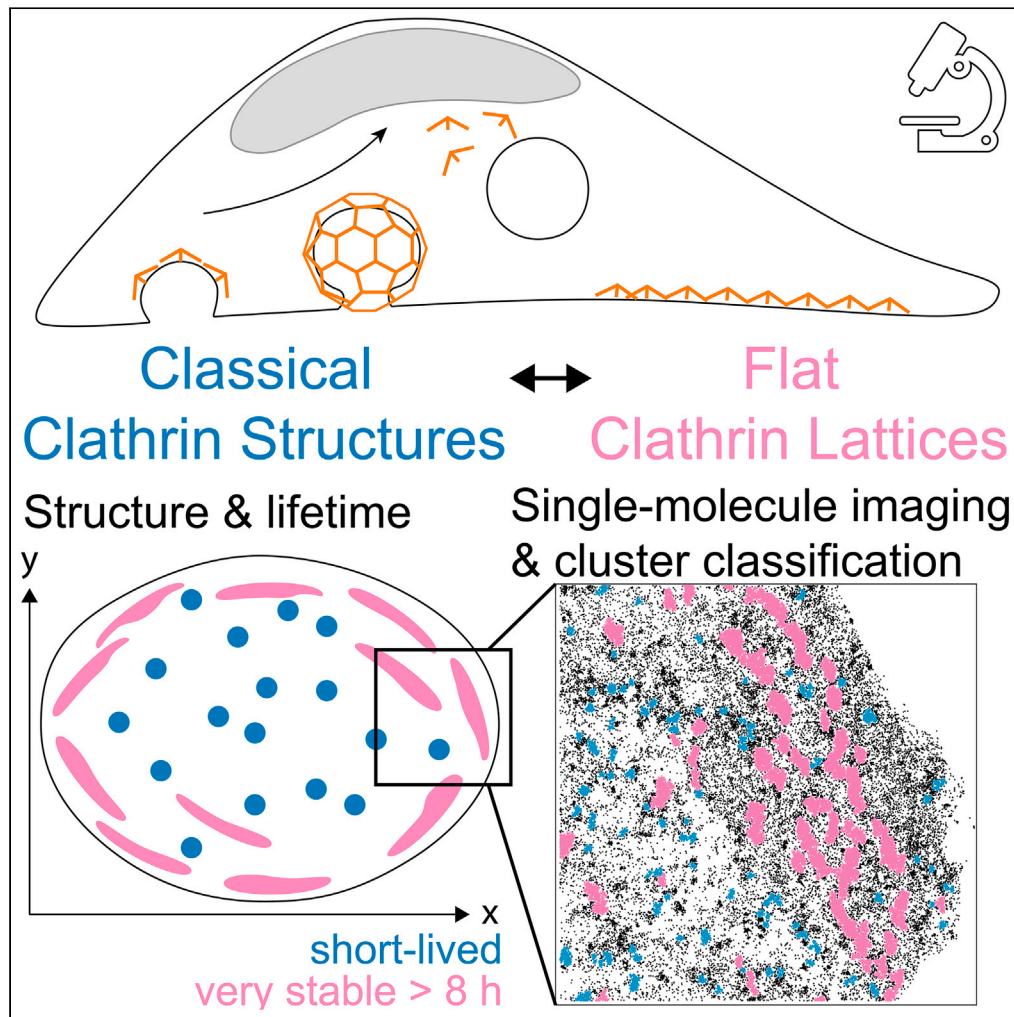 Classical
Clathrin Structures
Flat
Clathrin Lattices
Structure & lifetime
y
x
short-lived
very stable > 8 h
Single-molecule imaging
& cluster classification